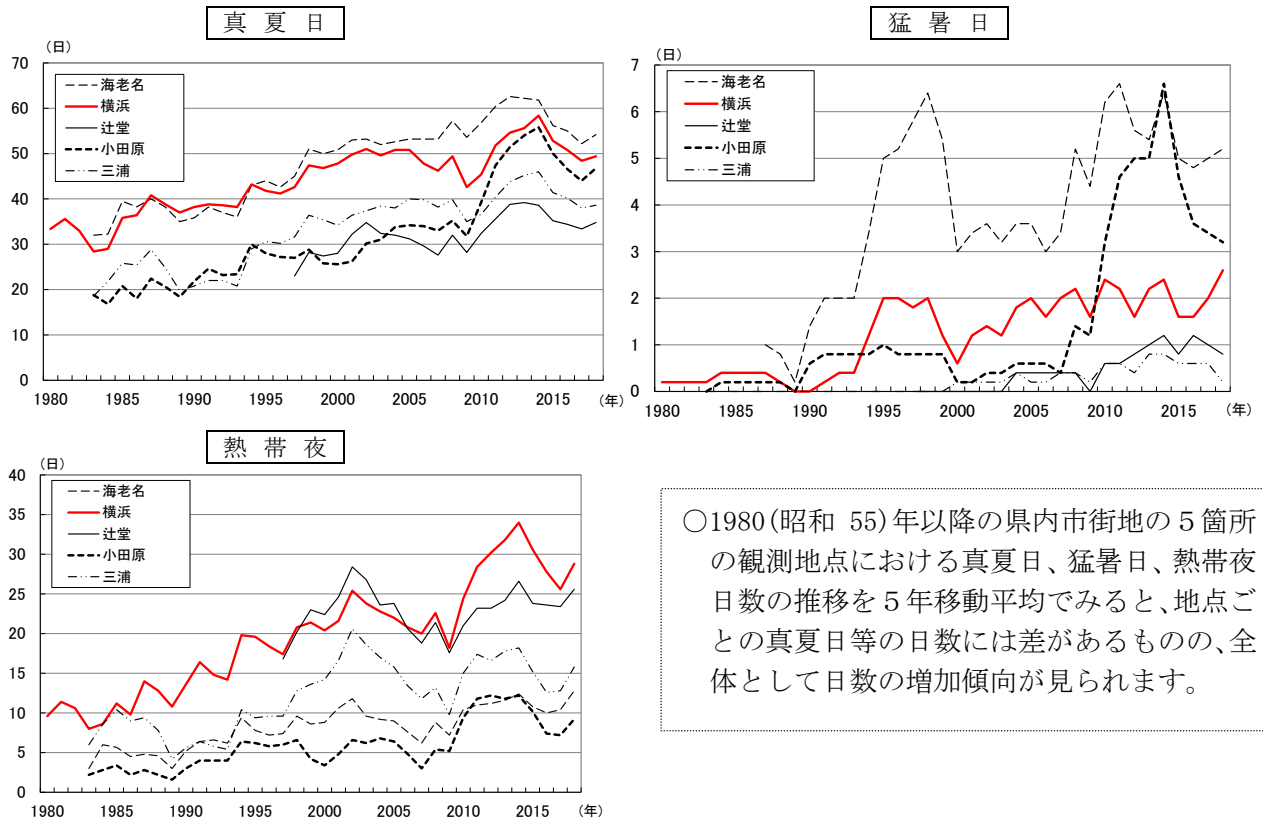 真 夏 日
(日)
70
60
50
40
30
20
10
0
海老名
横浜
辻堂
小田原
三浦
1980 1985 1990 1995 2000 2005 2010 2015 (年)
猛 暑 日
(日)
7
6
5
4
3
2
1
0
海老名
横浜
辻堂
小田原
三浦
1980 1985 1990 1995 2000 2005 2010 2015 (年)
熱 帯 夜
(日)
40
35
30
25
20
15
10
5
0
海老名
横浜
辻堂
小田原
三浦
1980 1985 1990 1995 2000 2005 2010 2015 (年)
○1980(昭和 55)年以降の県内市街地の5箇所
の観測地点における真夏日、猛暑日、熱帯夜
日数の推移を5年移動平均でみると、地点ご
との真夏日等の日数には差があるものの、全
体として日数の増加傾向が見られます。